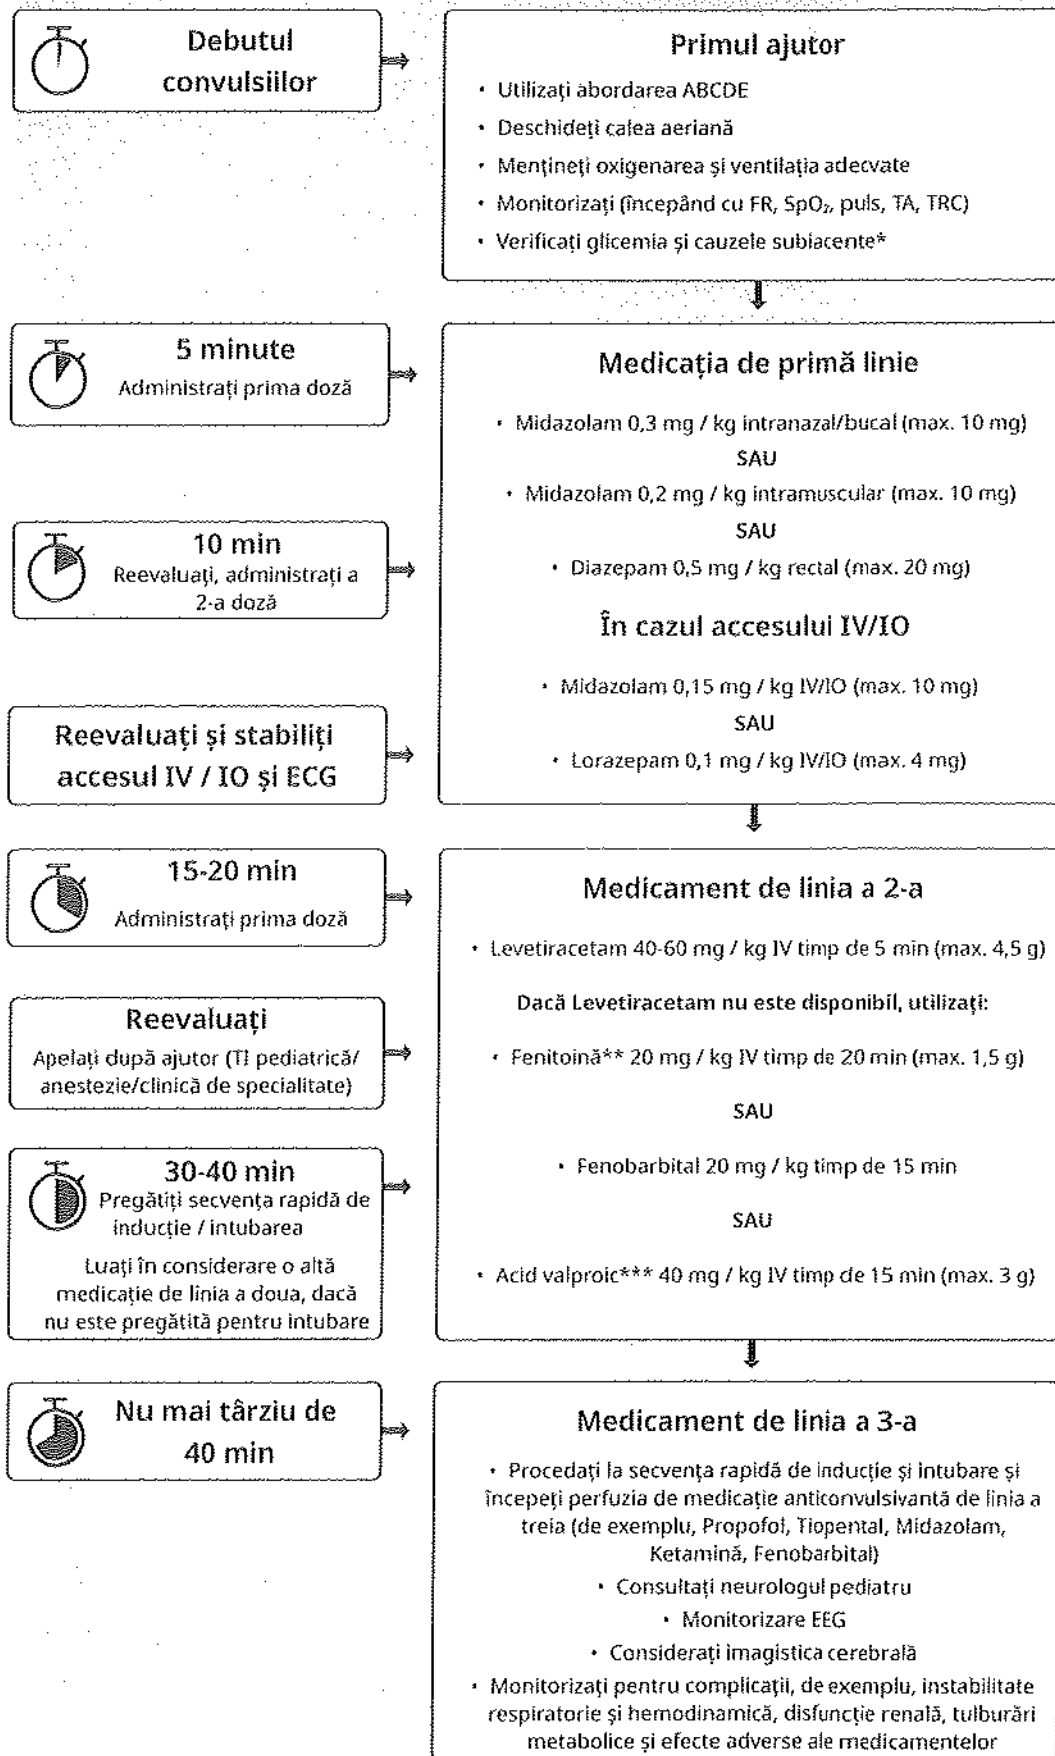 Debutul
convulsiilor
Primul ajutor
• Utilizați abordarea ABCDE
• Deschideți calea aeriană
• Mențineți oxigenarea și ventilația adecvate
• Monitorizați (începând cu FR, SpO₂, puls, TA, TRC)
• Verificați glicemia și cauzele subiacente*
5 minute
Administrați prima doză
10 min
Reevaluați, administrați a
2-a doză
Reevaluați și stabiliți
accesul IV / IO și ECG
Medicația de primă linie
• Midazolam 0,3 mg / kg intranazal/bucal (max. 10 mg)
SAU
• Midazolam 0,2 mg / kg intramuscular (max. 10 mg)
SAU
• Diazepam 0,5 mg / kg rectal (max. 20 mg)
În cazul accesului IV/IO
• Midazolam 0,15 mg / kg IV/IO (max. 10 mg)
SAU
• Lorazepam 0,1 mg / kg IV/IO (max. 4 mg)
15-20 min
Administrați prima doză
Reevaluați
Apelați după ajutor (TI pediatrică/
anestezie/clinică de specialitate)
30-40 min
Pregătiți secvența rapidă de
inducție / intubarea
Luați în considerare o altă
medicație de linia a doua, dacă
nu este pregătită pentru intubare
Medicament de linia a 2-a
• Levetiracetam 40-60 mg / kg IV timp de 5 min (max. 4,5 g)
Dacă Levetiracetam nu este disponibil, utilizați:
• Fenitoină** 20 mg / kg IV timp de 20 min (max. 1,5 g)
SAU
• Fenobarbital 20 mg / kg timp de 15 min
SAU
• Acid valproic*** 40 mg / kg IV timp de 15 min (max. 3 g)
Nu mai târziu de
40 min
Medicament de linia a 3-a
• Procedați la secvența rapidă de inducție și intubare și
începeți perfuzia de medicație anticonvulsivantă de linia a
treia (de exemplu, Propofol, Tiopental, Midazolam,
Ketamină, Fenobarbital)
• Consultați neurologul pediatru
• Monitorizare EEG
• Considerați imagistica cerebrală
• Monitorizați pentru complicații, de exemplu, instabilitate
respiratorie și hemodinamică, disfuncție renală, tulburări
metabolice și efecte adverse ale medicamentelor